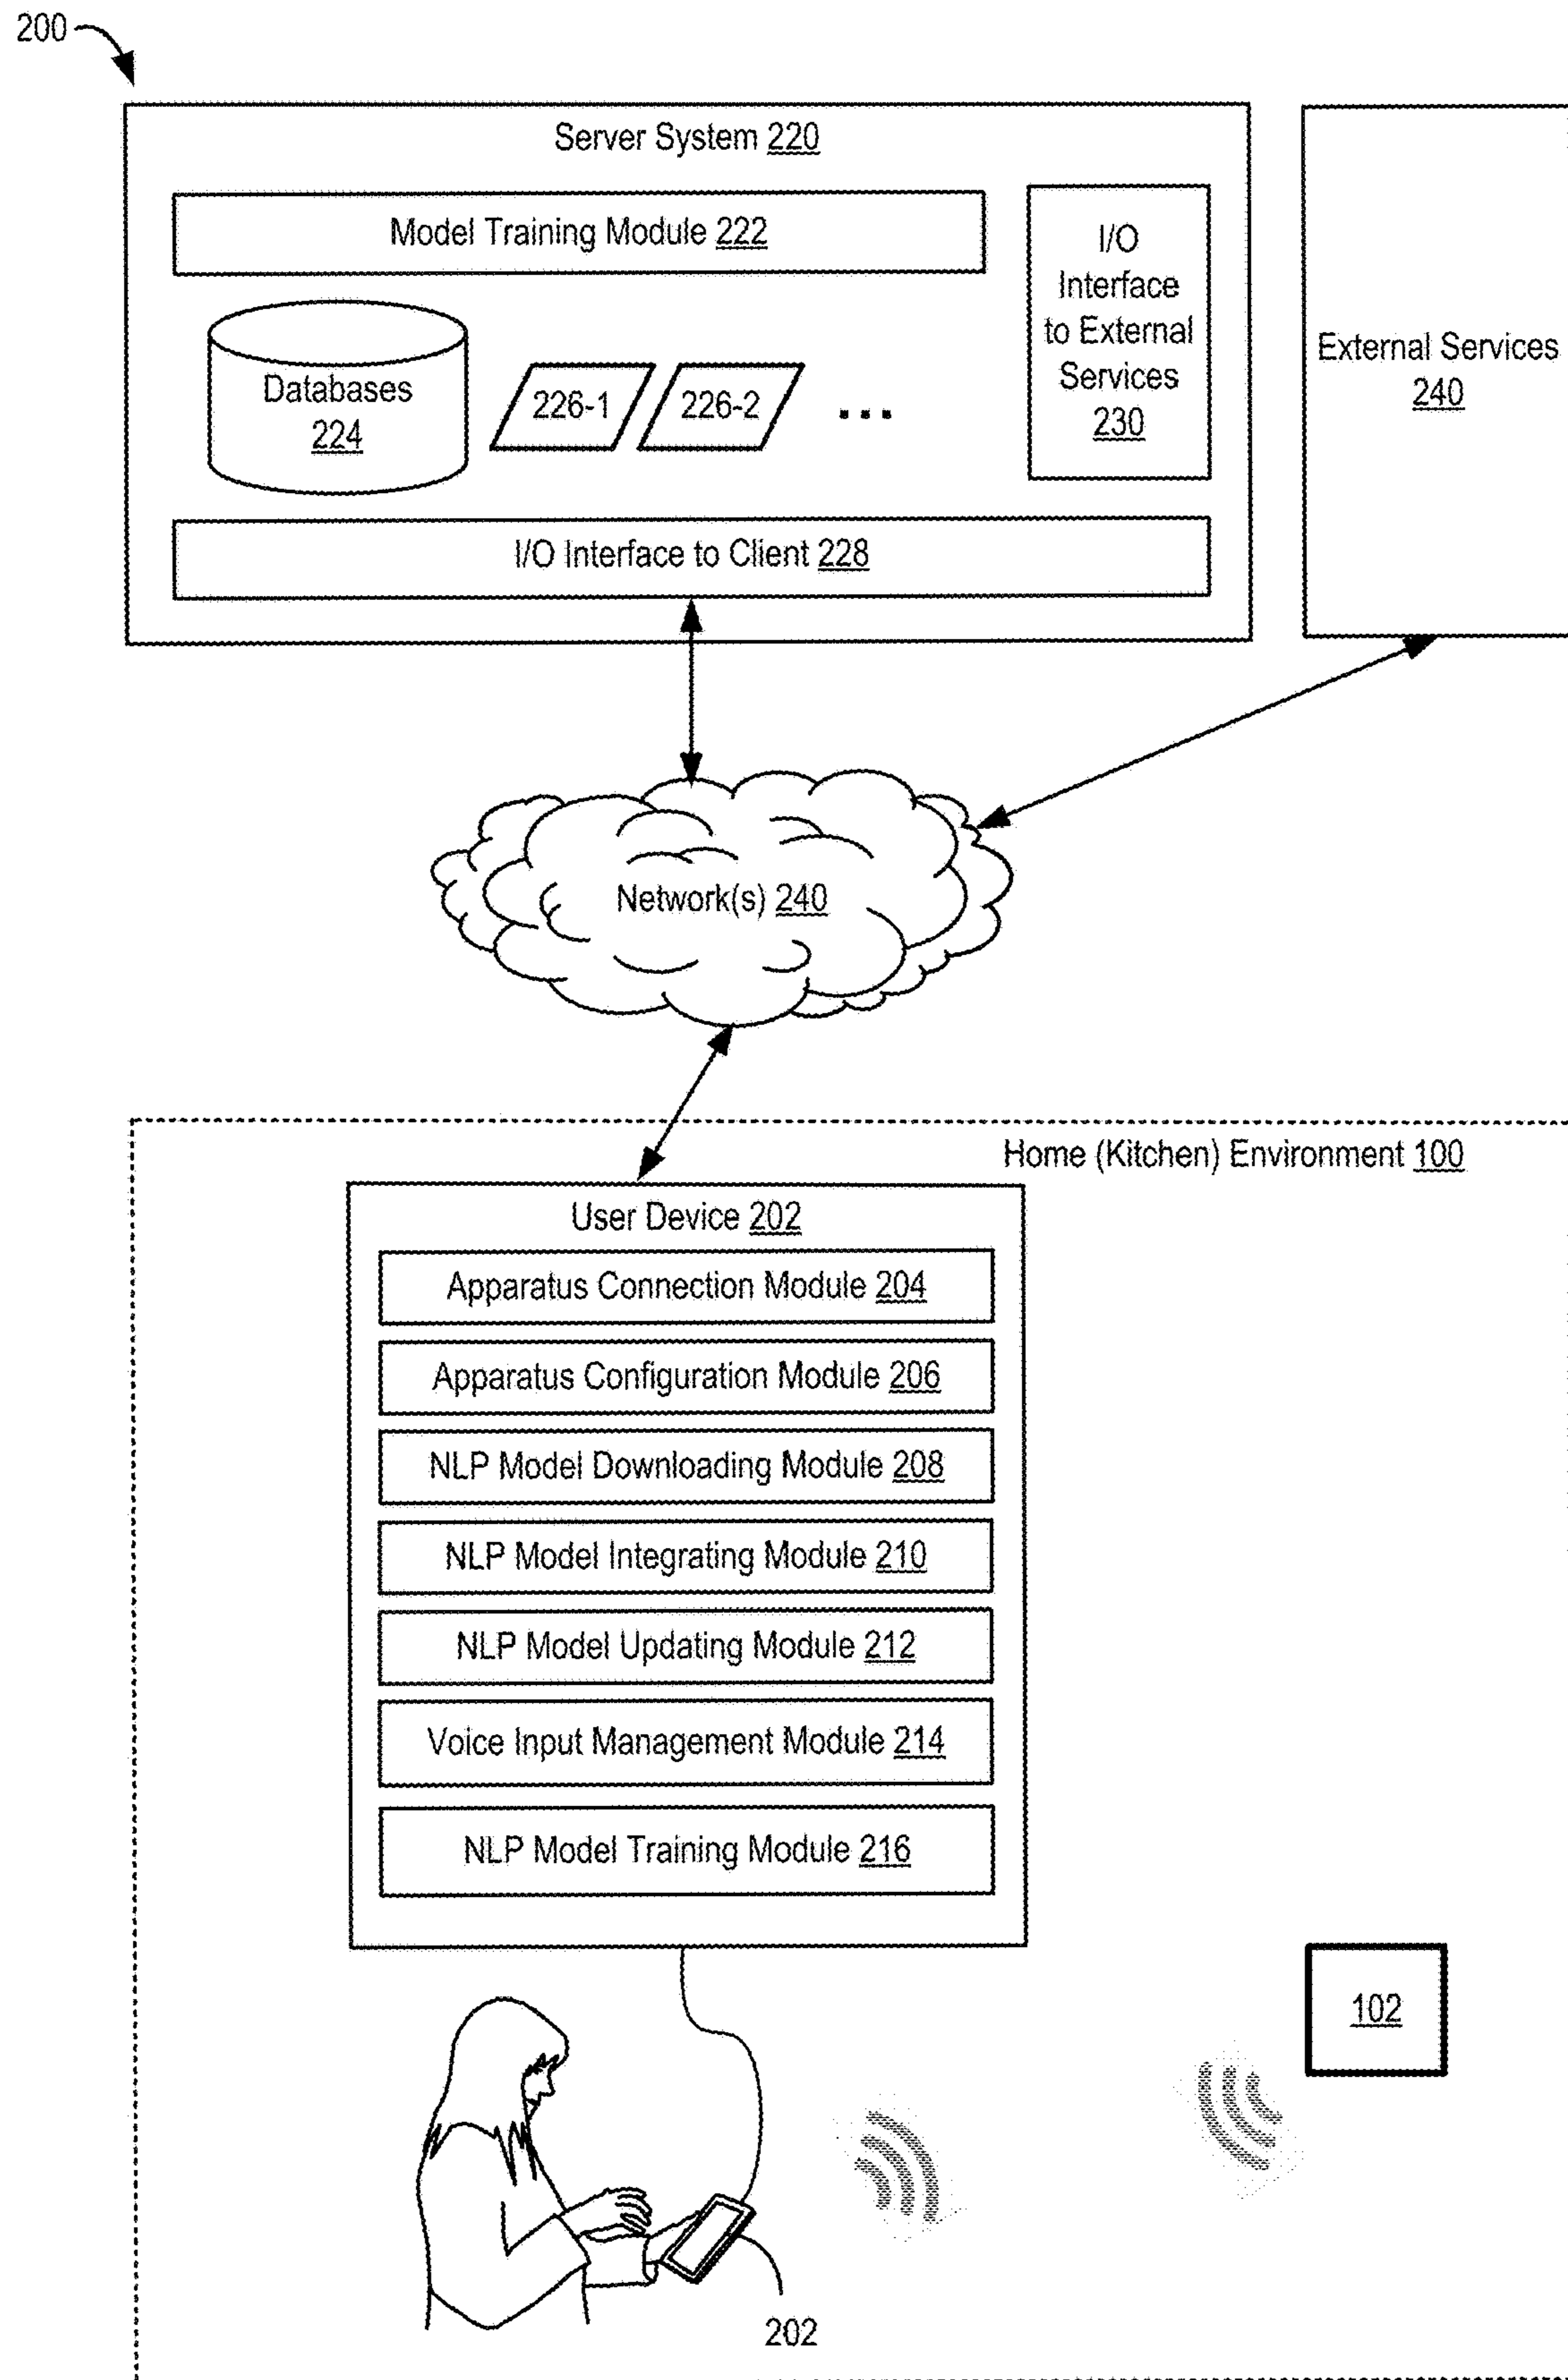 200
Server System 220
Model Training Module 222
I/O
Interface
to External
Services
230
Databases
224
226-1
226-2
...
I/O Interface to Client 228
External Services
240
Network(s) 240
Home (Kitchen) Environment 100
User Device 202
Apparatus Connection Module 204
Apparatus Configuration Module 206
NLP Model Downloading Module 208
NLP Model Integrating Module 210
NLP Model Updating Module 212
Voice Input Management Module 214
NLP Model Training Module 216
102
202